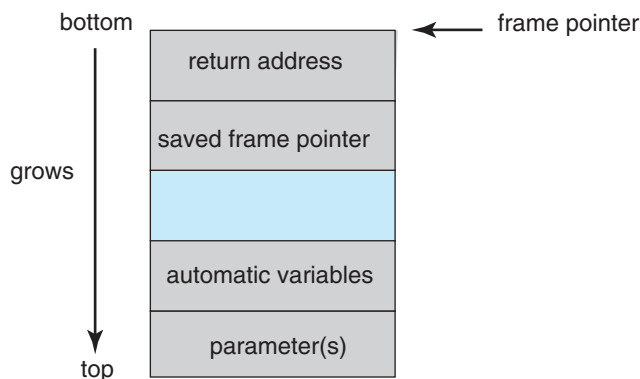 bottom
frame pointer
return address
saved frame pointer
grows
automatic variables
parameter(s)
top